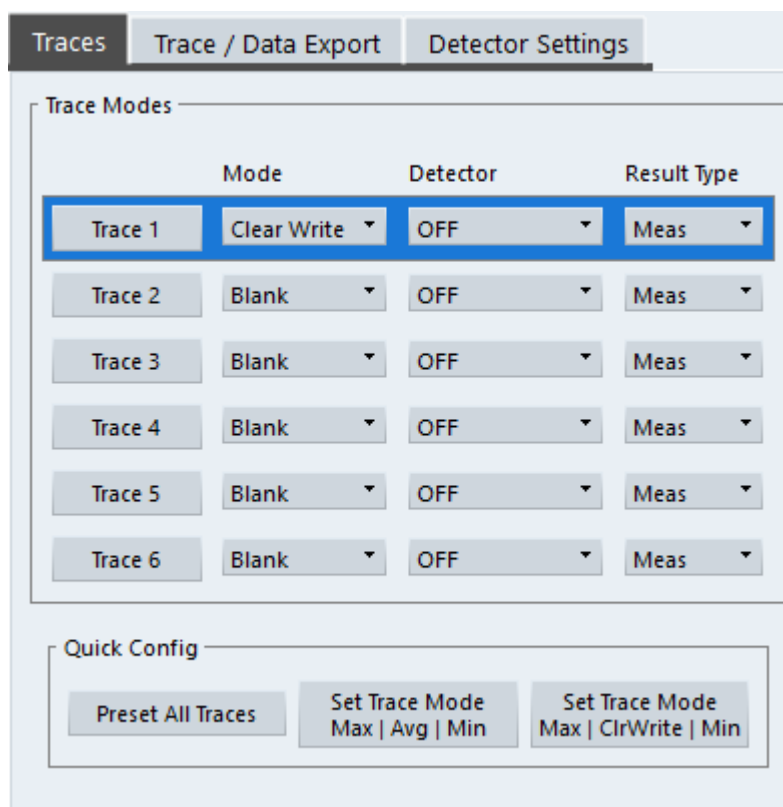 Traces Trace / Data Export Detector Settings
Trace Modes
Mode Detector Result Type
Trace 1 Clear Write OFF Meas
Trace 2 Blank OFF Meas
Trace 3 Blank OFF Meas
Trace 4 Blank OFF Meas
Trace 5 Blank OFF Meas
Trace 6 Blank OFF Meas
Quick Config
Preset All Traces
Set Trace Mode
Max | Avg | Min
Set Trace Mode
Max | ClrWrite | Min